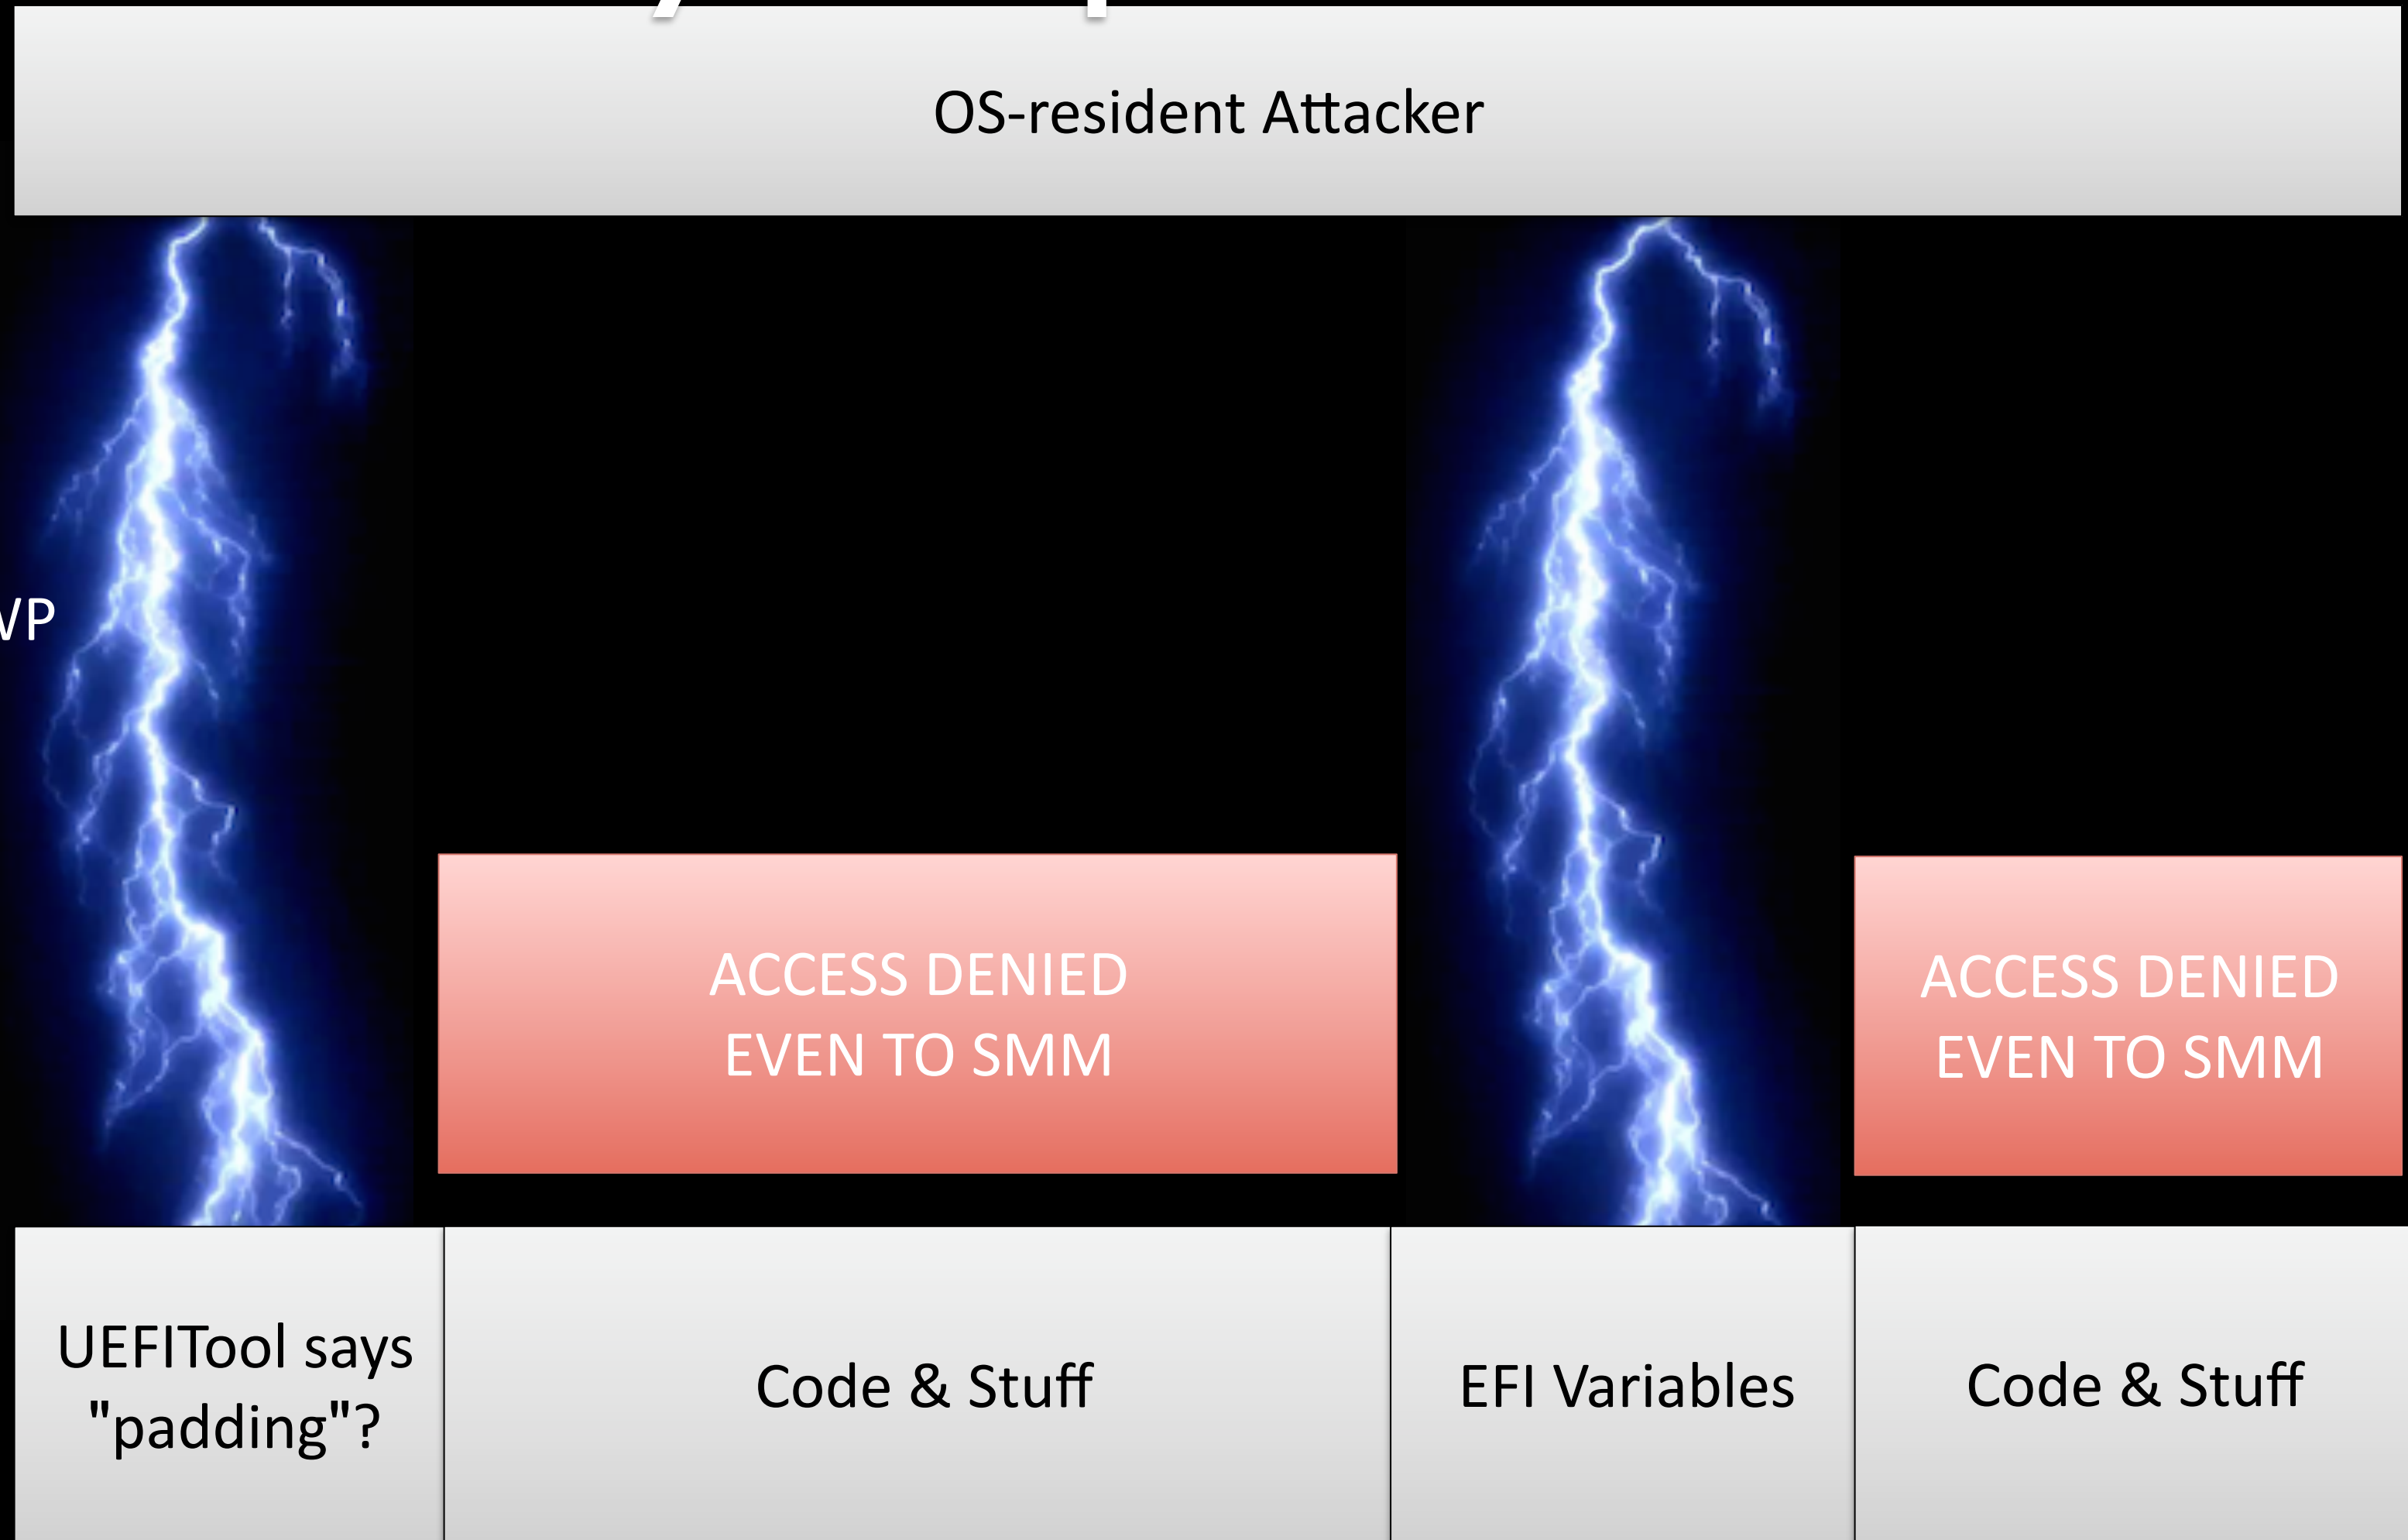 OS-resident Attacker
ACCESS DENIED
EVEN TO SMM
ACCESS DENIED
EVEN TO SMM
UEFITool says
"padding"?
Code & Stuff
EFI Variables
Code & Stuff